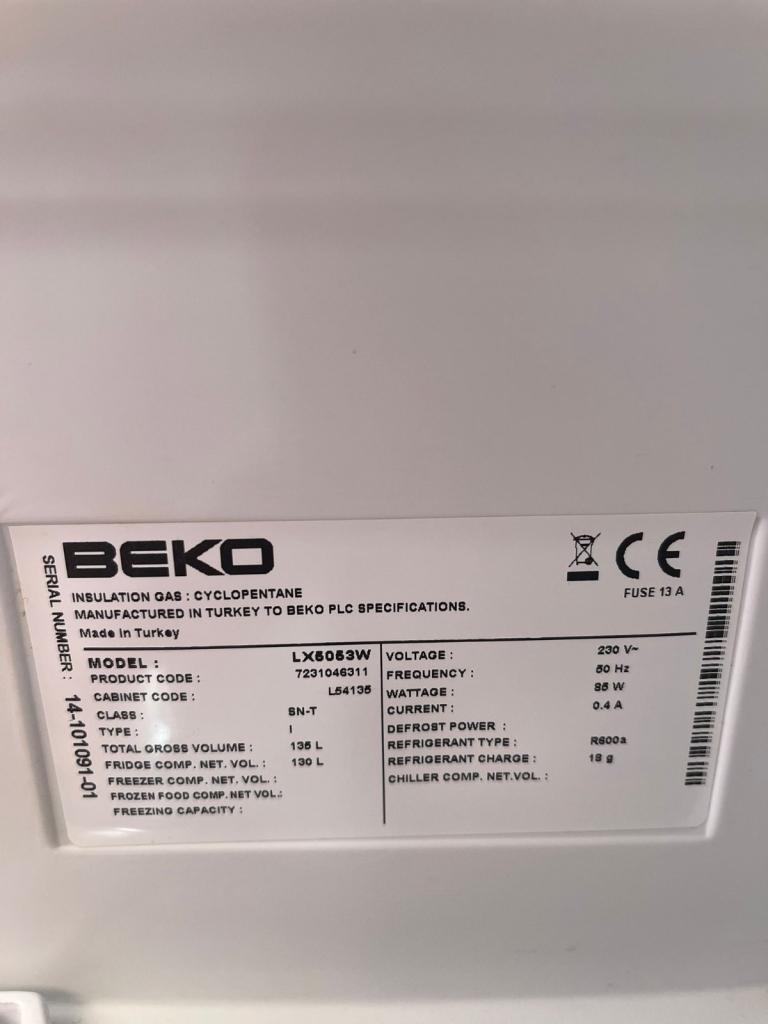 BEKO
CE
FUSE 13 A
INSULATION GAS : CYCLOPENTANE
MANUFACTURED IN TURKEY TO BEKO PLC SPECIFICATIONS.
Made in Turkey
SERIAL NUMBER : 14-101091-01
MODEL : LX5053W
PRODUCT CODE : 7231046311
CABINET CODE : L54135
CLASS : SN-T
TYPE : I
TOTAL GROSS VOLUME : 135 L
FRIDGE COMP. NET. VOL. : 130 L
FREEZER COMP. NET. VOL. :
FROZEN FOOD COMP. NET VOL.:
FREEZING CAPACITY :
VOLTAGE : 230 V~
FREQUENCY : 50 Hz
WATTAGE : 85 W
CURRENT : 0.4 A
DEFROST POWER :
REFRIGERANT TYPE : R600a
REFRIGERANT CHARGE : 18 g
CHILLER COMP. NET.VOL. :